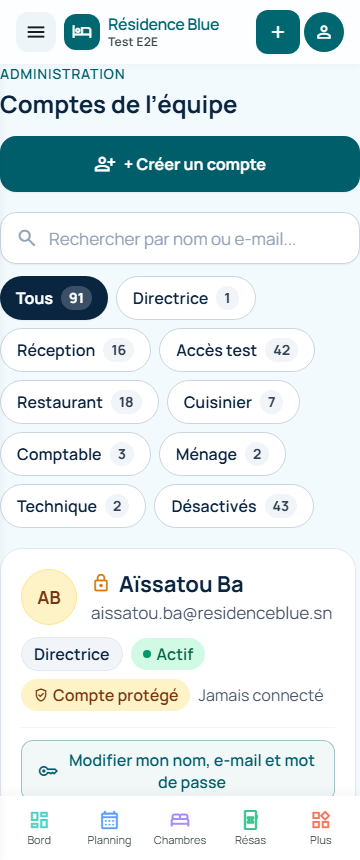 Résidence Blue
Test E2E
ADMINISTRATION
Comptes de l’équipe
+ Créer un compte
Rechercher par nom ou e-mail...
Tous 91
Directrice 1
Réception 16
Accès test 42
Restaurant 18
Cuisinier 7
Comptable 3
Ménage 2
Technique 2
Désactivés 43
AB
Aïssatou Ba
aissatou.ba@residenceblue.sn
Directrice
Actif
Compte protégé
Jamais connecté
Modifier mon nom, e-mail et mot
de passe
Bord
Planning
Chambres
Résas
Plus